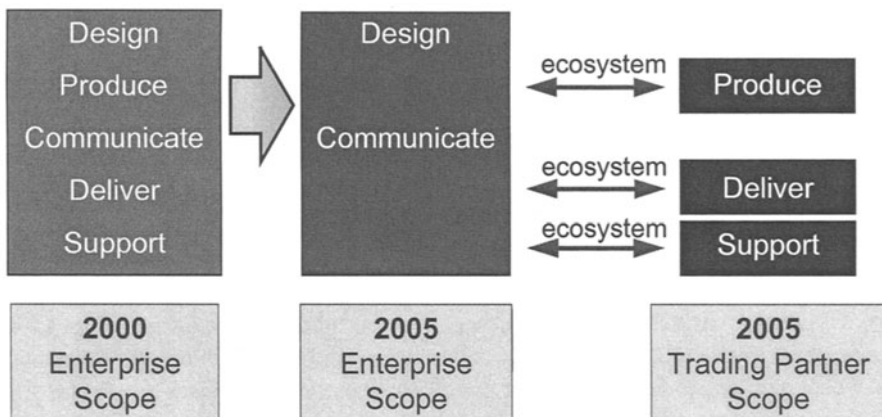 Design
Produce
Communicate
Deliver
Support
Design
Communicate
ecosystem
Produce
ecosystem
Deliver
ecosystem
Support
2000
Enterprise
Scope
2005
Enterprise
Scope
2005
Trading Partner
Scope